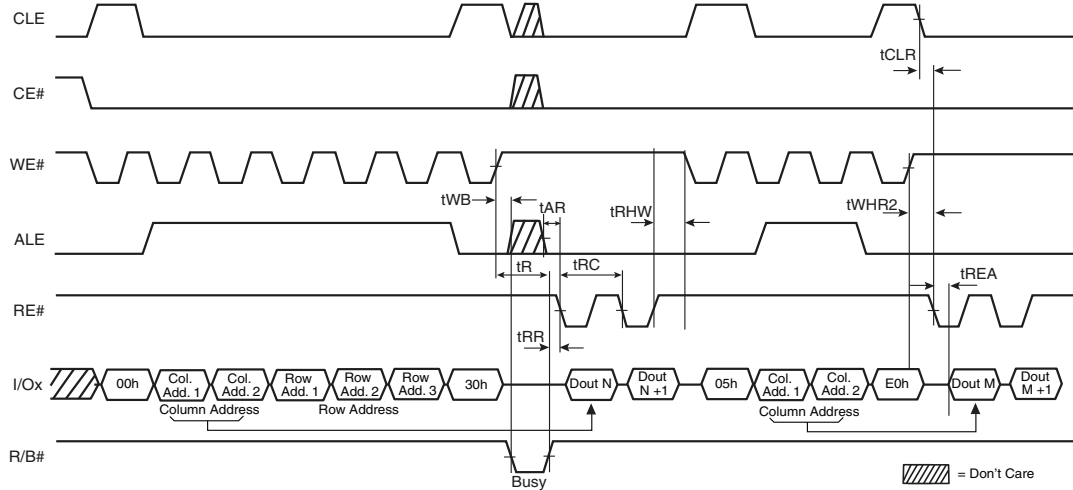 CLE
tCLR
CE#
WE#
tWB
tAR
tRHW
tWHR2
ALE
tR
tRC
tREA
RE#
tRR
I/Ox
00h
Col. Add. 1
Col. Add. 2
Row Add. 1
Row Add. 2
Row Add. 3
30h
Dout N
Dout N +1
05h
Col. Add. 1
Col. Add. 2
E0h
Dout M
Dout M +1
Column Address
Row Address
Column Address
R/B#
Busy
= Don't Care